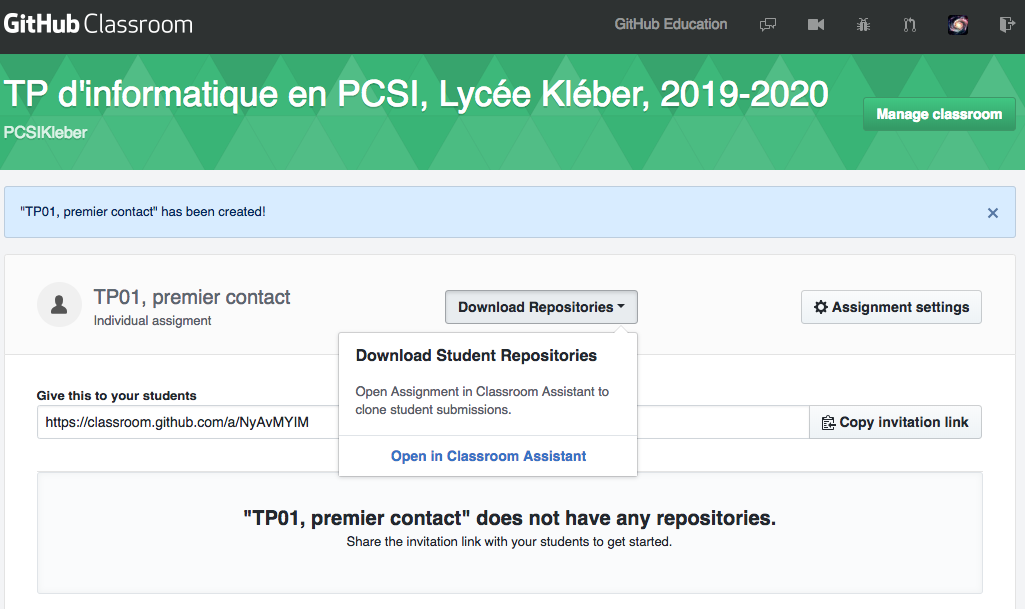 GitHub Classroom
GitHub Education
TP d'informatique en PCSI, Lycée Kléber, 2019-2020
PCSIKleber
Manage classroom
"TP01, premier contact" has been created!
TP01, premier contact
Individual assigment
Download Repositories
Assignment settings
Download Student Repositories
Open Assignment in Classroom Assistant to
clone student submissions.
Open in Classroom Assistant
Give this to your students
https://classroom.github.com/a/NyAvMYIM
Copy invitation link
"TP01, premier contact" does not have any repositories.
Share the invitation link with your students to get started.